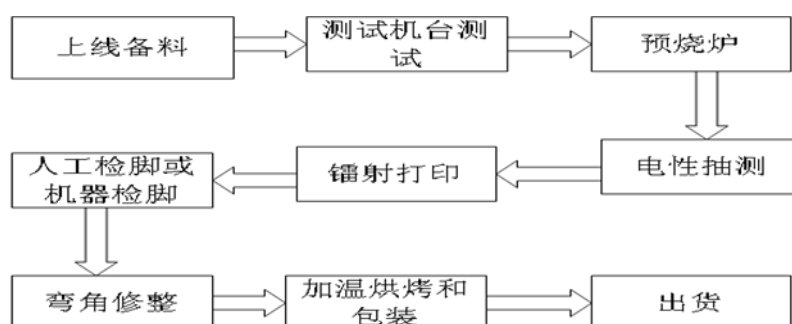 上线备料
测试机台测
试
预烧炉
电性抽测
镭射打印
人工检脚或
机器检脚
弯角修整
加温烘烤和
包装
出货